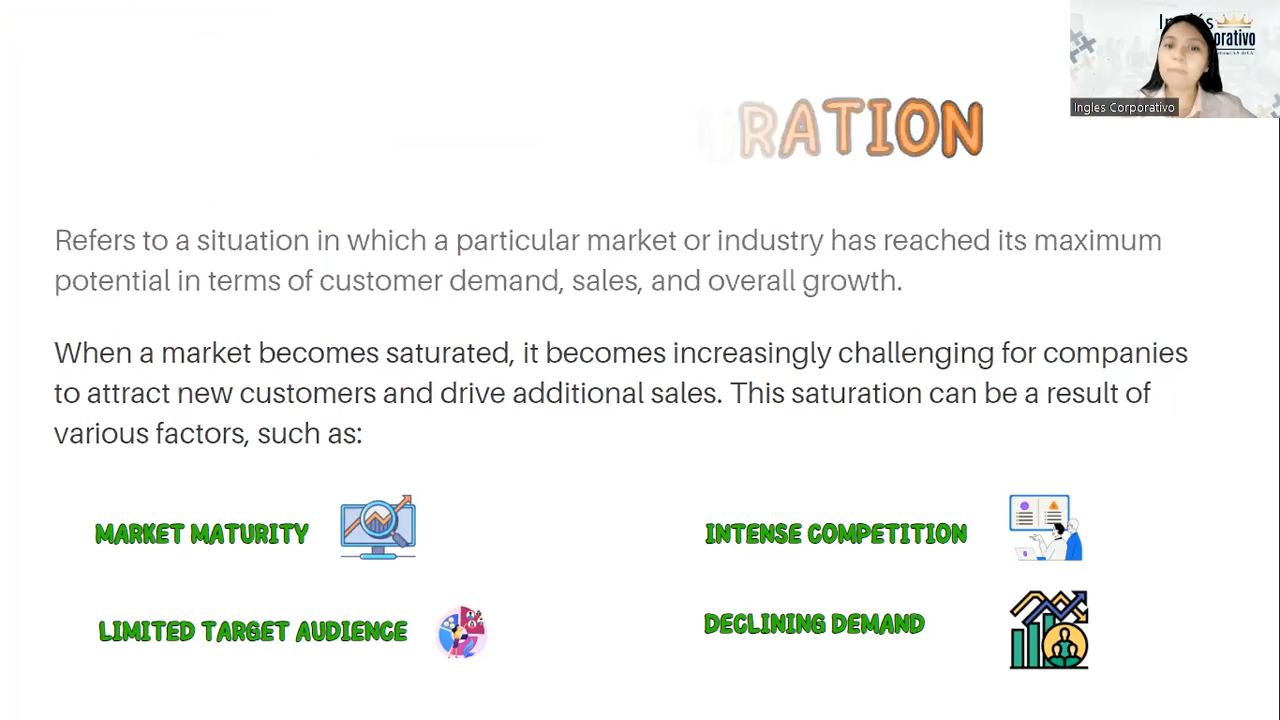 Inglés
orativo
Ingles Corporativo
URATION
Refers to a situation in which a particular market or industry has reached its maximum
potential in terms of customer demand, sales, and overall growth.
When a market becomes saturated, it becomes increasingly challenging for companies
to attract new customers and drive additional sales. This saturation can be a result of
various factors, such as:
MARKET MATURITY
INTENSE COMPETITION
LIMITED TARGET AUDIENCE
DECLINING DEMAND